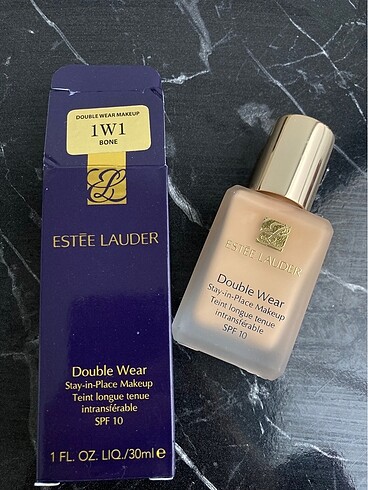 DOUBLE WEAR MAKEUP
1W1
BONE
ESTĒE LAUDER
Double Wear
Stay-in-Place Makeup
Teint longue tenue
intransférable
SPF 10
1 FL. OZ. LIQ./30ml e
ESTĒE LAUDER
Double Wear
Stay-in-Place Makeup
Teint longue tenue
intransférable
SPF 10